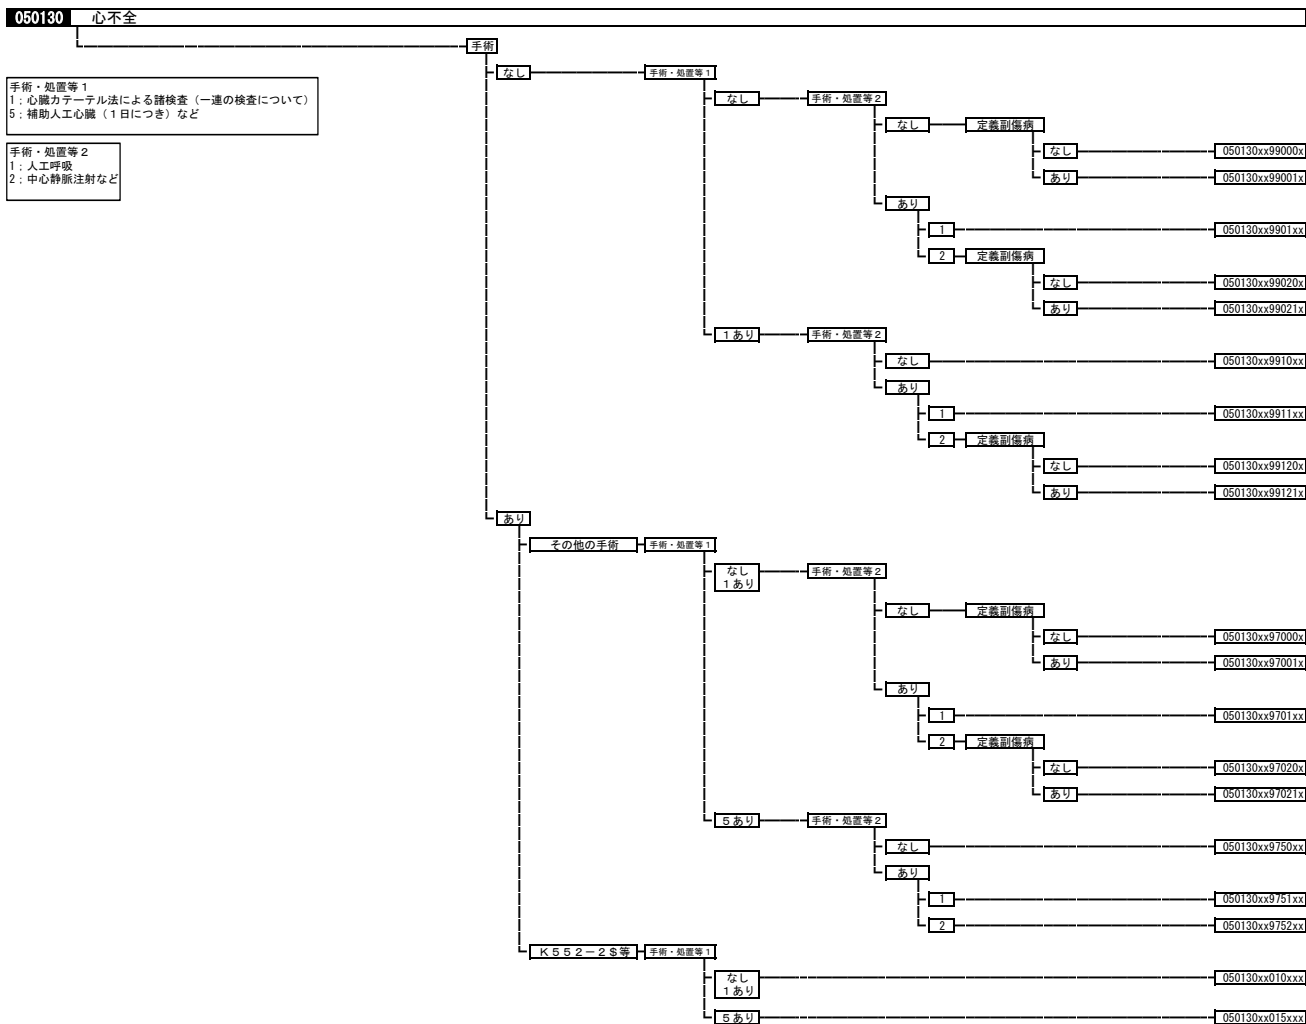 050130 心不全
手術
なし 手術・処置等1
手術・処置等1
1;心臓カテーテル法による諸検査(一連の検査について)
5;補助人工心臓(1日につき)など
なし 手術・処置等2
なし 定義副傷病
手術・処置等2
1;人工呼吸
2;中心静脈注射など
なし 050130xx99000x
あり 050130xx99001x
あり
1 050130xx9901xx
2 定義副傷病
なし 050130xx99020x
あり 050130xx99021x
1あり 手術・処置等2
なし 050130xx9910xx
あり
1 050130xx9911xx
2 定義副傷病
なし 050130xx99120x
あり 050130xx99121x
あり
その他の手術 手術・処置等1
なし
1あり
手術・処置等2
なし 定義副傷病
なし 050130xx97000x
あり 050130xx97001x
あり
1 050130xx9701xx
2 定義副傷病
なし 050130xx97020x
あり 050130xx97021x
5あり 手術・処置等2
なし 050130xx9750xx
あり
1 050130xx9751xx
2 050130xx9752xx
K552-2$等 手術・処置等1
なし
1あり
050130xx010xxx
5あり 050130xx015xxx